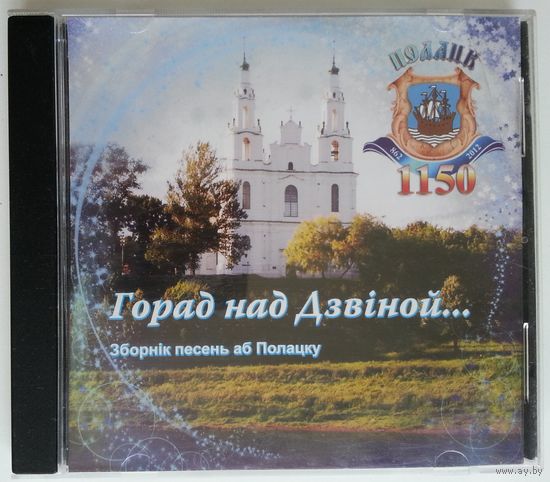 ПОЛАЦК
862 2012
1150
Горад над Дзвіной...
Зборнік песень аб Полацку
www.ay.by